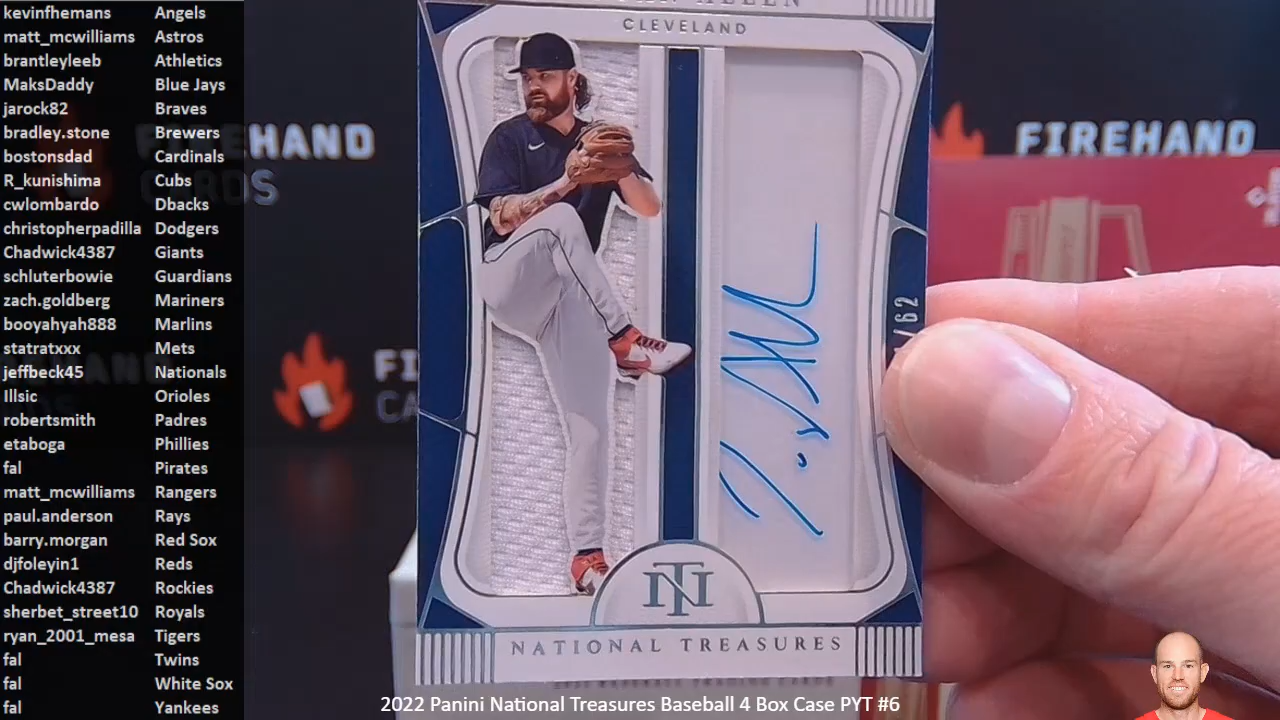 kevinfhemans Angels
matt_mcwilliams Astros
brantleyleeb Athletics
MaksDaddy Blue Jays
jarock82 Braves
bradley.stone Brewers
bostonsdad Cardinals
R_kunishima Cubs
cwlombardo Dbacks
christopherpadilla Dodgers
Chadwick4387 Giants
schluterbowie Guardians
zach.goldberg Mariners
booyahyah888 Marlins
statratxxx Mets
jeffbeck45 Nationals
Illsic Orioles
robertsmith Padres
etaboga Phillies
fal Pirates
matt_mcwilliams Rangers
paul.anderson Rays
barry.morgan Red Sox
djfoleyin1 Reds
Chadwick4387 Rockies
sherbet_street10 Royals
ryan_2001_mesa Tigers
fal Twins
fal White Sox
fal Yankees
FIREHAND
CARDS
CLEVELAND
/62
NT
NATIONAL TREASURES
FIREHAND
2022 Panini National Treasures Baseball 4 Box Case PYT #6